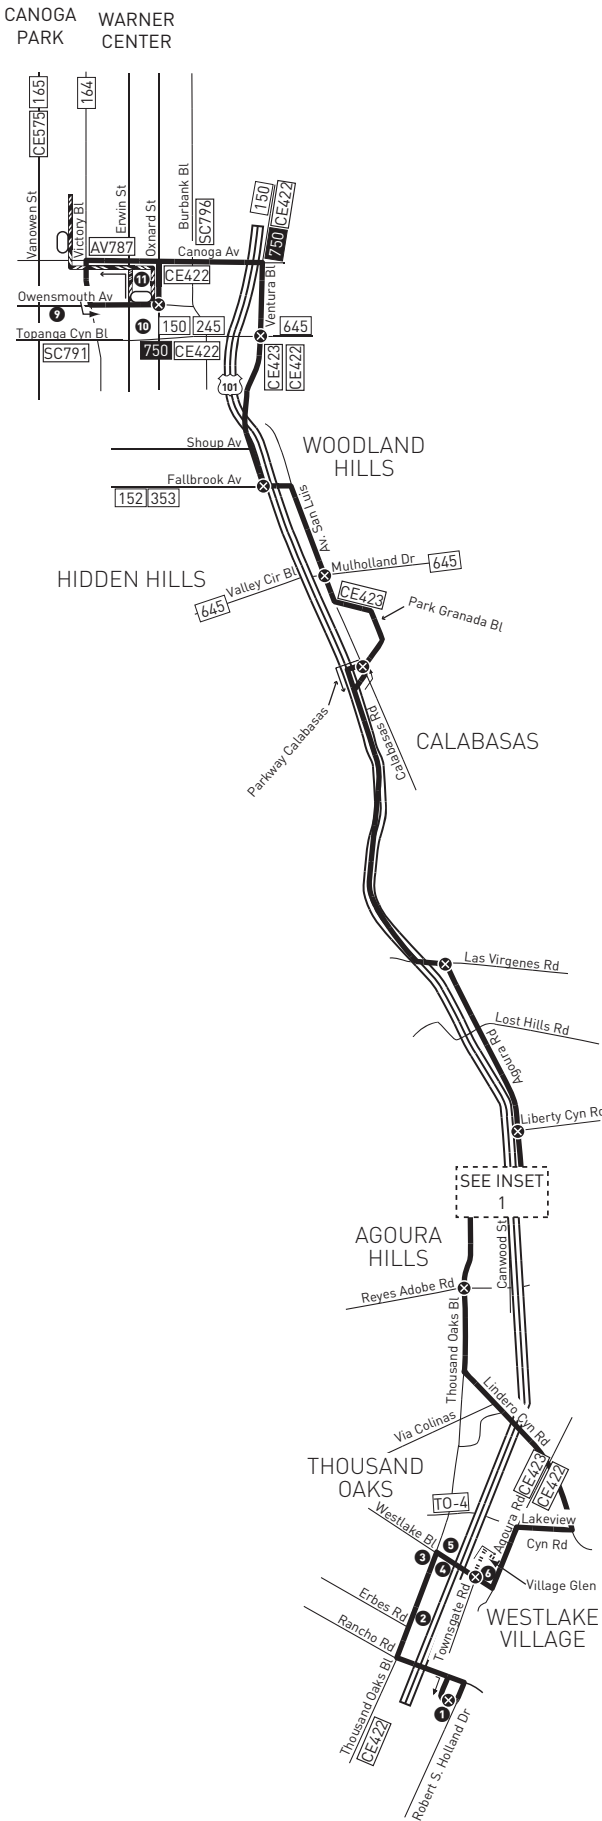 CANOGA
PARK
WARNER
CENTER
CE575
165
164
Vanowen St
Victory Bl
Erwin St
Oxnard St
Burbank Bl
SC796
150
CE422
750
AV787
Canoga Av
11
CE422
Ventura Bl
Owensmouth Av
9
10
150
245
645
Topanga Cyn Bl
SC791
750
CE422
CE423
CE422
101
Shoup Av
WOODLAND
HILLS
Fallbrook Av
152
353
Av. San Luis
HIDDEN HILLS
Valley Cir Bl
645
Mulholland Dr
645
CE423
Park Granada Bl
Parkway Calabasas
Calabasas Rd
CALABASAS
Las Virgenes Rd
Lost Hills Rd
Agoura Rd
Liberty Cyn Rd
SEE INSET
1
AGOURA
HILLS
Canwood St
Reyes Adobe Rd
Thousand Oaks Bl
Lindero Cyn Rd
Via Colinas
THOUSAND
OAKS
CE423
CE422
TO-4
Westlake Bl
5
Agoura Rd
Lakeview
Cyn Rd
3
4
6
Village Glen
Erbes Rd
2
Townsgate Rd
WESTLAKE
VILLAGE
Rancho Rd
Thousand Oaks Bl
CE422
1
Robert S. Holland Dr